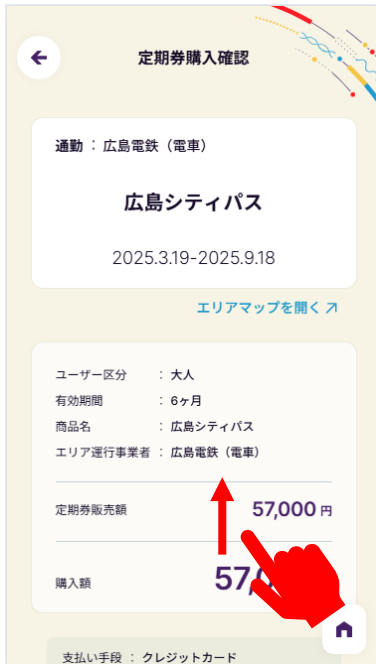 定期券購入確認
通勤：広島電鉄（電車）
広島シティパス
2025.3.19-2025.9.18
エリアマップを開く
ユーザー区分 ： 大人
有効期間 ： 6ヶ月
商品名 ： 広島シティパス
エリア運行事業者 ： 広島電鉄（電車）
定期券販売額 57,000 円
購入額
支払い手段 ： クレジットカード